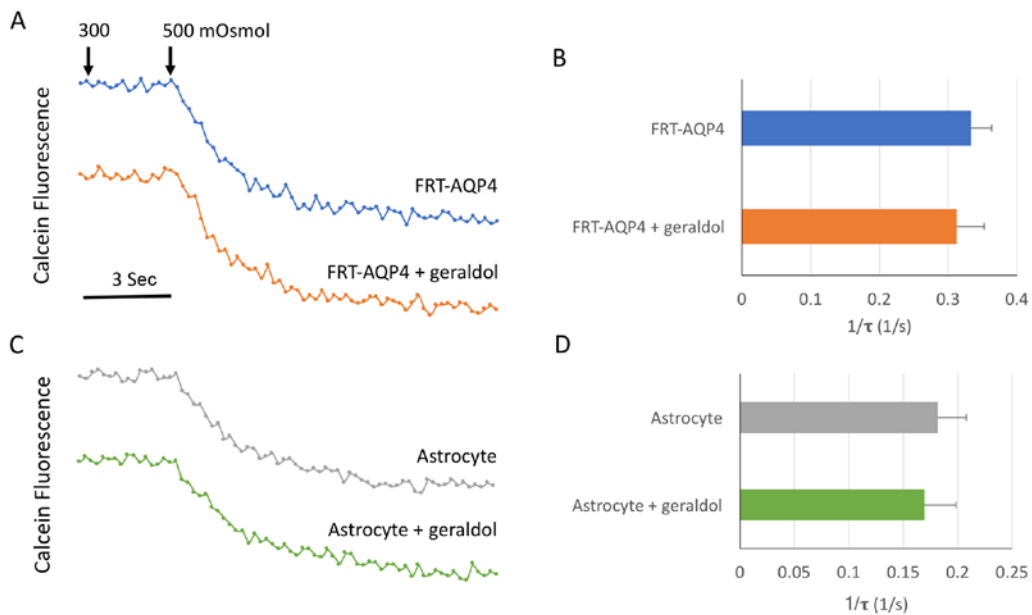 A
300
500 mOsmol
Calcein Fluorescence
FRT-AQP4
FRT-AQP4 + geraldol
3 Sec
B
FRT-AQP4
FRT-AQP4 + geraldol
0 0.1 0.2 0.3 0.4
1/τ (1/s)
C
Calcein Fluorescence
Astrocyte
Astrocyte + geraldol
D
Astrocyte
Astrocyte + geraldol
0 0.05 0.1 0.15 0.2 0.25
1/τ (1/s)